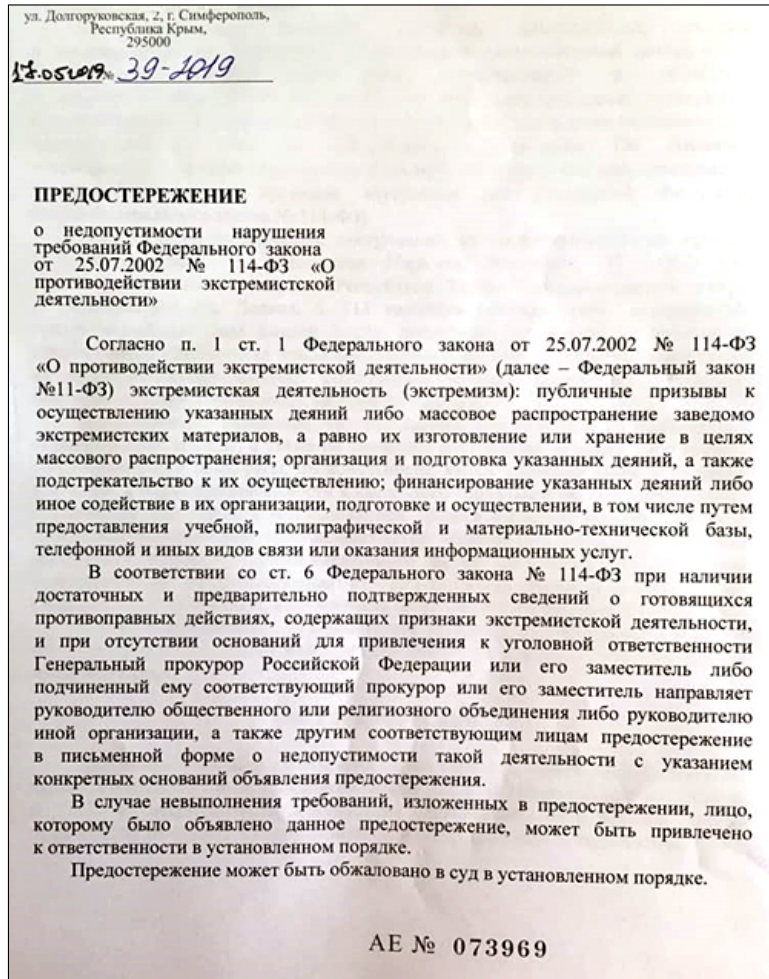 ул. Долгоруковская, 2, г. Симферополь,
Республика Крым,
295000
17.05.2019 № 39-2019
ПРЕДОСТЕРЕЖЕНИЕ
о недопустимости нарушения
требований Федерального закона
от 25.07.2002 № 114-ФЗ «О
противодействии экстремистской
деятельности»
Согласно п. 1 ст. 1 Федерального закона от 25.07.2002 № 114-ФЗ
«О противодействии экстремистской деятельности» (далее – Федеральный закон
№11-ФЗ) экстремистская деятельность (экстремизм): публичные призывы к
осуществлению указанных деяний либо массовое распространение заведомо
экстремистских материалов, а равно их изготовление или хранение в целях
массового распространения; организация и подготовка указанных деяний, а также
подстрекательство к их осуществлению; финансирование указанных деяний либо
иное содействие в их организации, подготовке и осуществлении, в том числе путем
предоставления учебной, полиграфической и материально-технической базы,
телефонной и иных видов связи или оказания информационных услуг.
В соответствии со ст. 6 Федерального закона № 114-ФЗ при наличии
достаточных и предварительно подтвержденных сведений о готовящихся
противоправных действиях, содержащих признаки экстремистской деятельности,
и при отсутствии оснований для привлечения к уголовной ответственности
Генеральный прокурор Российской Федерации или его заместитель либо
подчиненный ему соответствующий прокурор или его заместитель направляет
руководителю общественного или религиозного объединения либо руководителю
иной организации, а также другим соответствующим лицам предостережение
в письменной форме о недопустимости такой деятельности с указанием
конкретных оснований объявления предостережения.
В случае невыполнения требований, изложенных в предостережении, лицо,
которому было объявлено данное предостережение, может быть привлечено
к ответственности в установленном порядке.
Предостережение может быть обжаловано в суд в установленном порядке.
АЕ № 073969